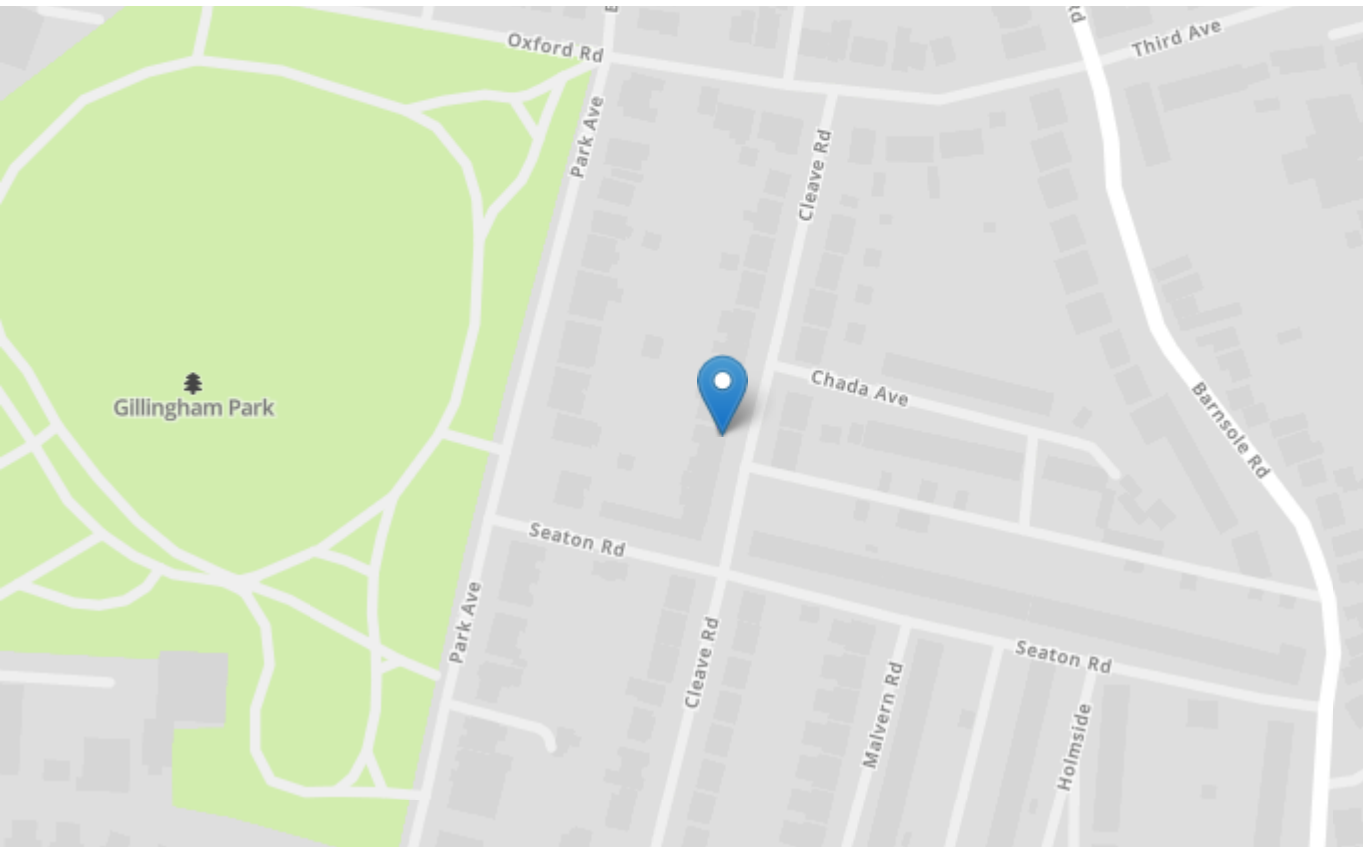 Oxford Rd
Third Ave
Park Ave
Cleave Rd
Gillingham Park
Chada Ave
Barnsole Rd
Seaton Rd
Park Ave
Cleave Rd
Seaton Rd
Malvern Rd
Holmside